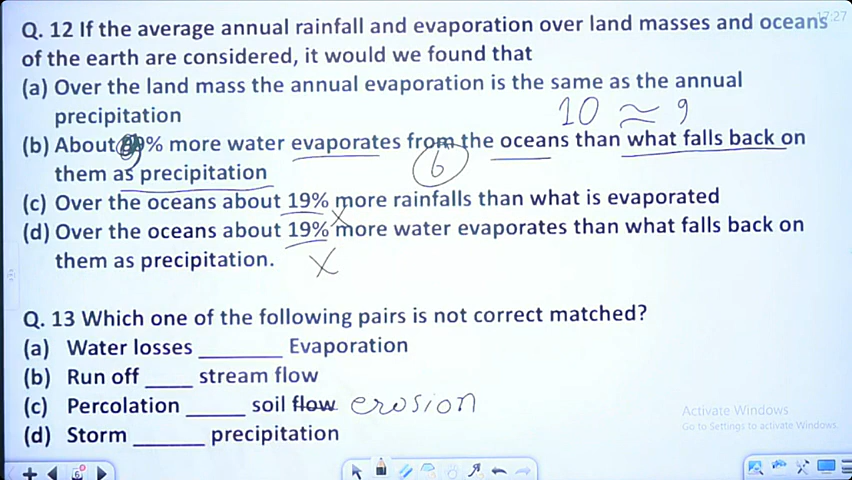 17:27
Q. 12 If the average annual rainfall and evaporation over land masses and oceans
of the earth are considered, it would we found that
(a) Over the land mass the annual evaporation is the same as the annual
precipitation
10 ≈ 9
(b) About 9% more water evaporates from the oceans than what falls back on
them as precipitation
b
(c) Over the oceans about 19% more rainfalls than what is evaporated
x
(d) Over the oceans about 19% more water evaporates than what falls back on
them as precipitation.
x
Q. 13 Which one of the following pairs is not correct matched?
(a) Water losses ________ Evaporation
(b) Run off _____ stream flow
(c) Percolation ______ soil flow erosion
(d) Storm _______ precipitation
Activate Windows
Go to Settings to activate Windows.
6